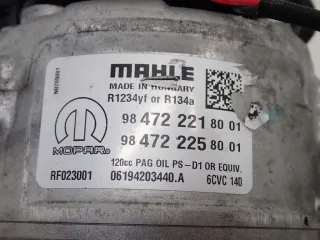 MAHLE
MADE IN HUNGARY
R1234yf or R134a
98 472 221 80 01
98 472 225 80 01
MOPAR®
120cc PAG OIL PS-D1 OR EQUIV.
RF023001 06194203440.A 6CVC 140